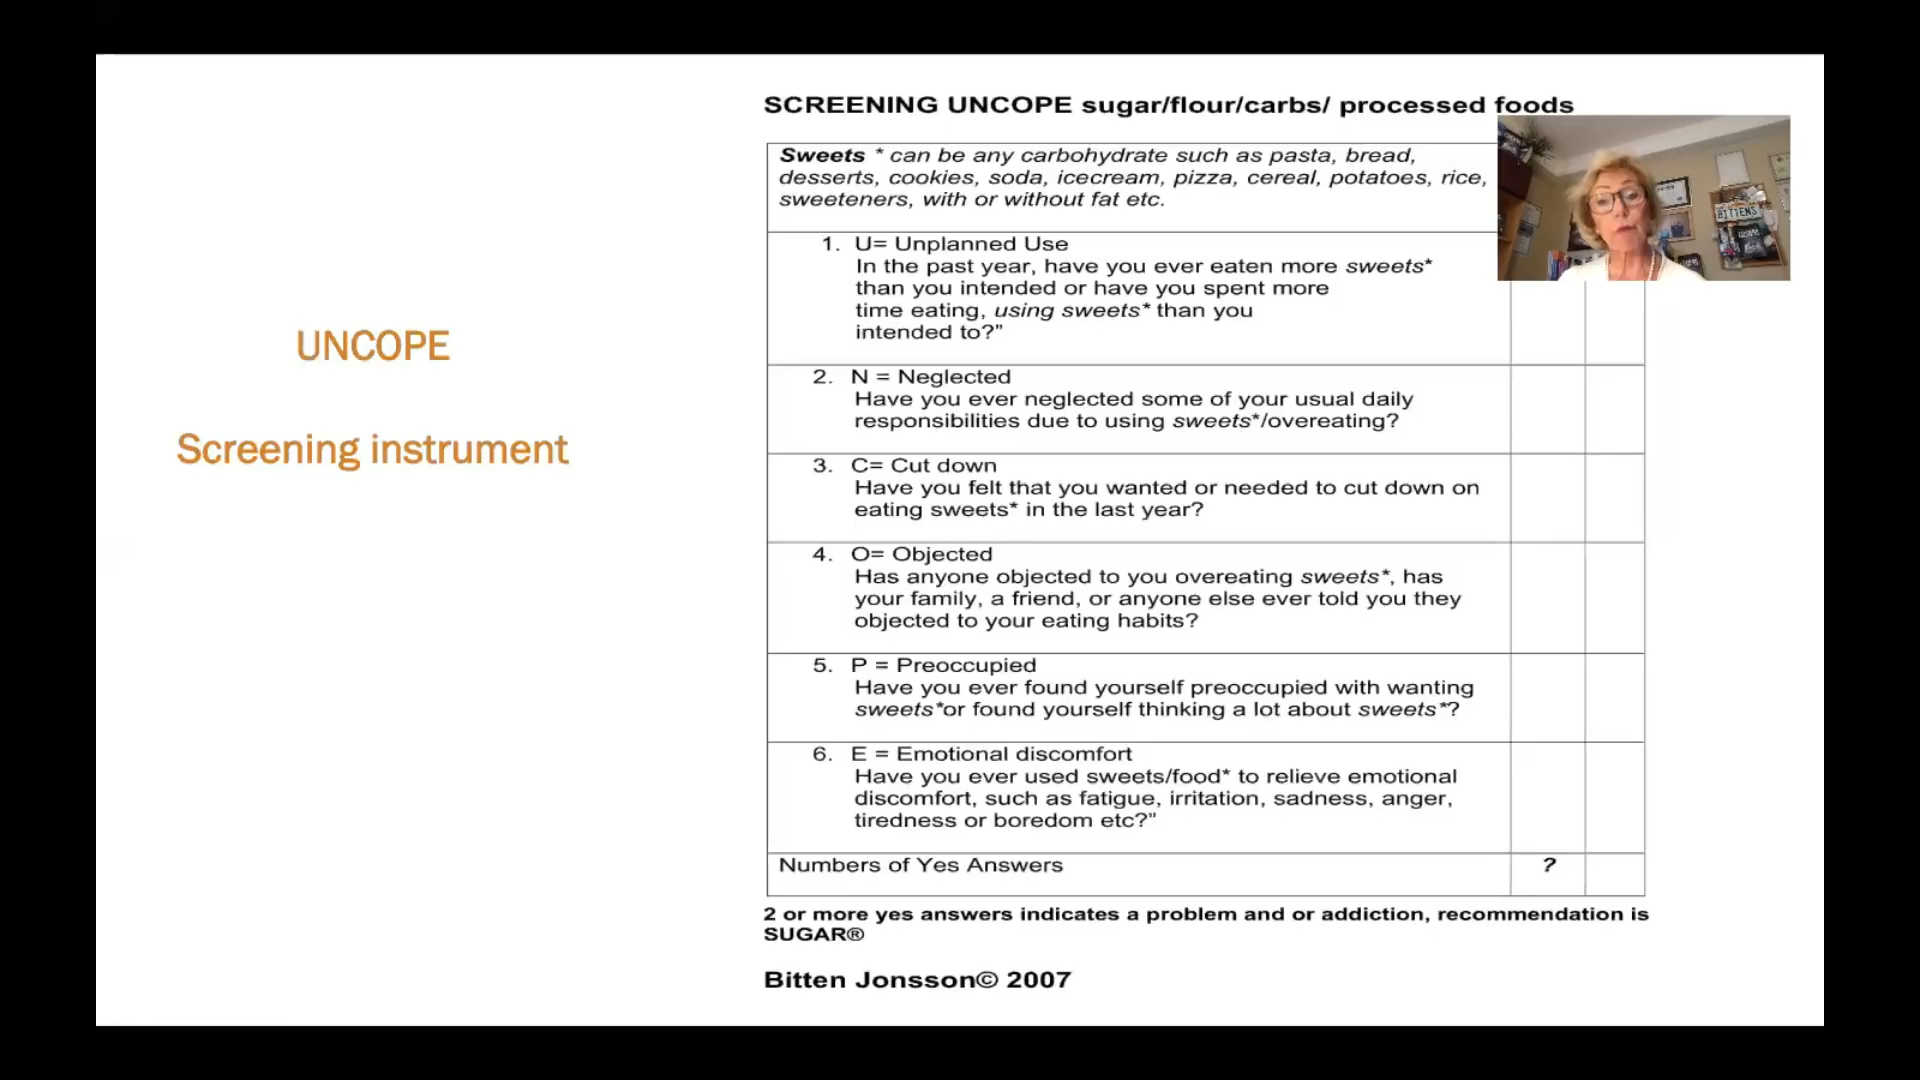 SCREENING UNCOPE sugar/flour/carbs/ processed foods
Sweets * can be any carbohydrate such as pasta, bread,
desserts, cookies, soda, icecream, pizza, cereal, potatoes, rice,
sweeteners, with or without fat etc.
BITTENS
1. U= Unplanned Use
In the past year, have you ever eaten more sweets*
than you intended or have you spent more
time eating, using sweets* than you
intended to?”
UNCOPE
Screening instrument
2. N = Neglected
Have you ever neglected some of your usual daily
responsibilities due to using sweets*/overeating?
3. C= Cut down
Have you felt that you wanted or needed to cut down on
eating sweets* in the last year?
4. O= Objected
Has anyone objected to you overeating sweets*, has
your family, a friend, or anyone else ever told you they
objected to your eating habits?
5. P = Preoccupied
Have you ever found yourself preoccupied with wanting
sweets*or found yourself thinking a lot about sweets*?
6. E = Emotional discomfort
Have you ever used sweets/food* to relieve emotional
discomfort, such as fatigue, irritation, sadness, anger,
tiredness or boredom etc?”
Numbers of Yes Answers ?
2 or more yes answers indicates a problem and or addiction, recommendation is
SUGAR®
Bitten Jonsson© 2007